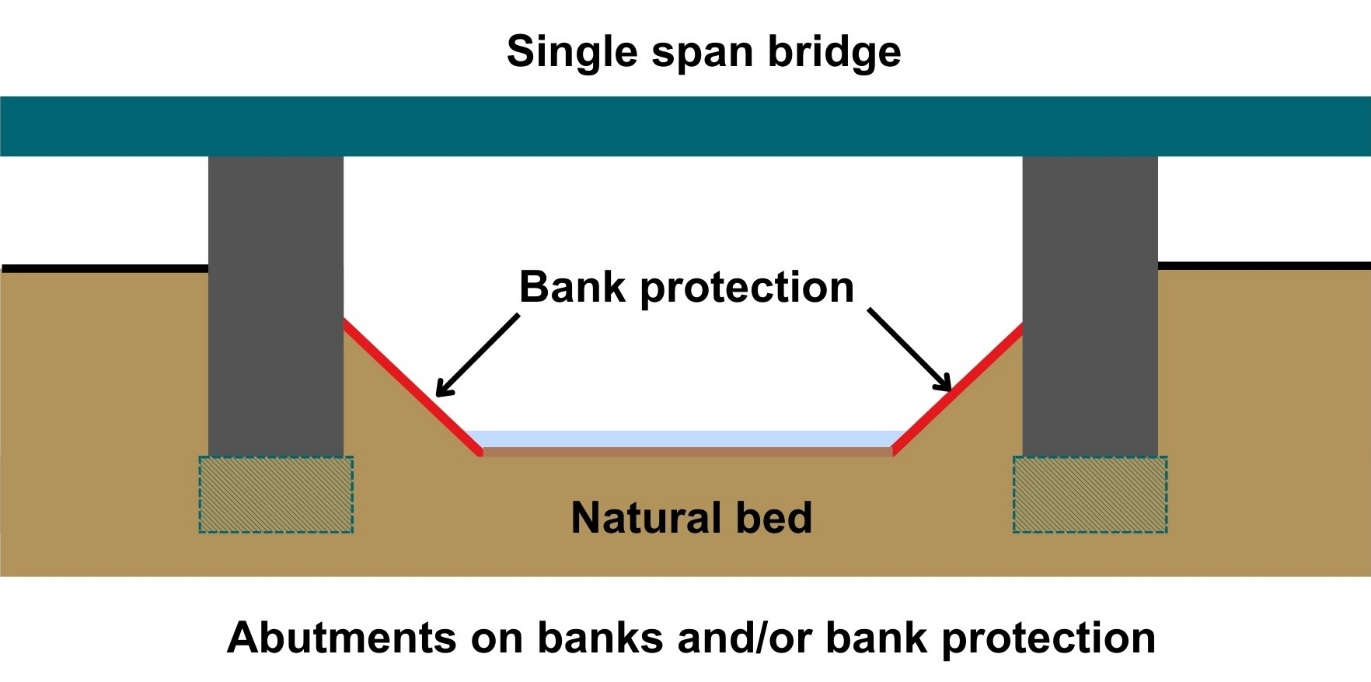 Single span bridge
Bank protection
Natural bed
Abutments on banks and/or bank protection